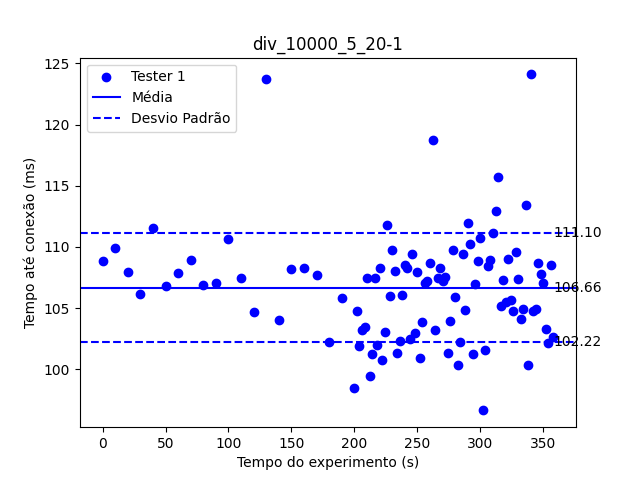 div_10000_5_20-1
Tester 1
Média
Desvio Padrão
Tempo até conexão (ms)
125
120
115
110
105
100
111.10
106.66
102.22
0 50 100 150 200 250 300 350
Tempo do experimento (s)